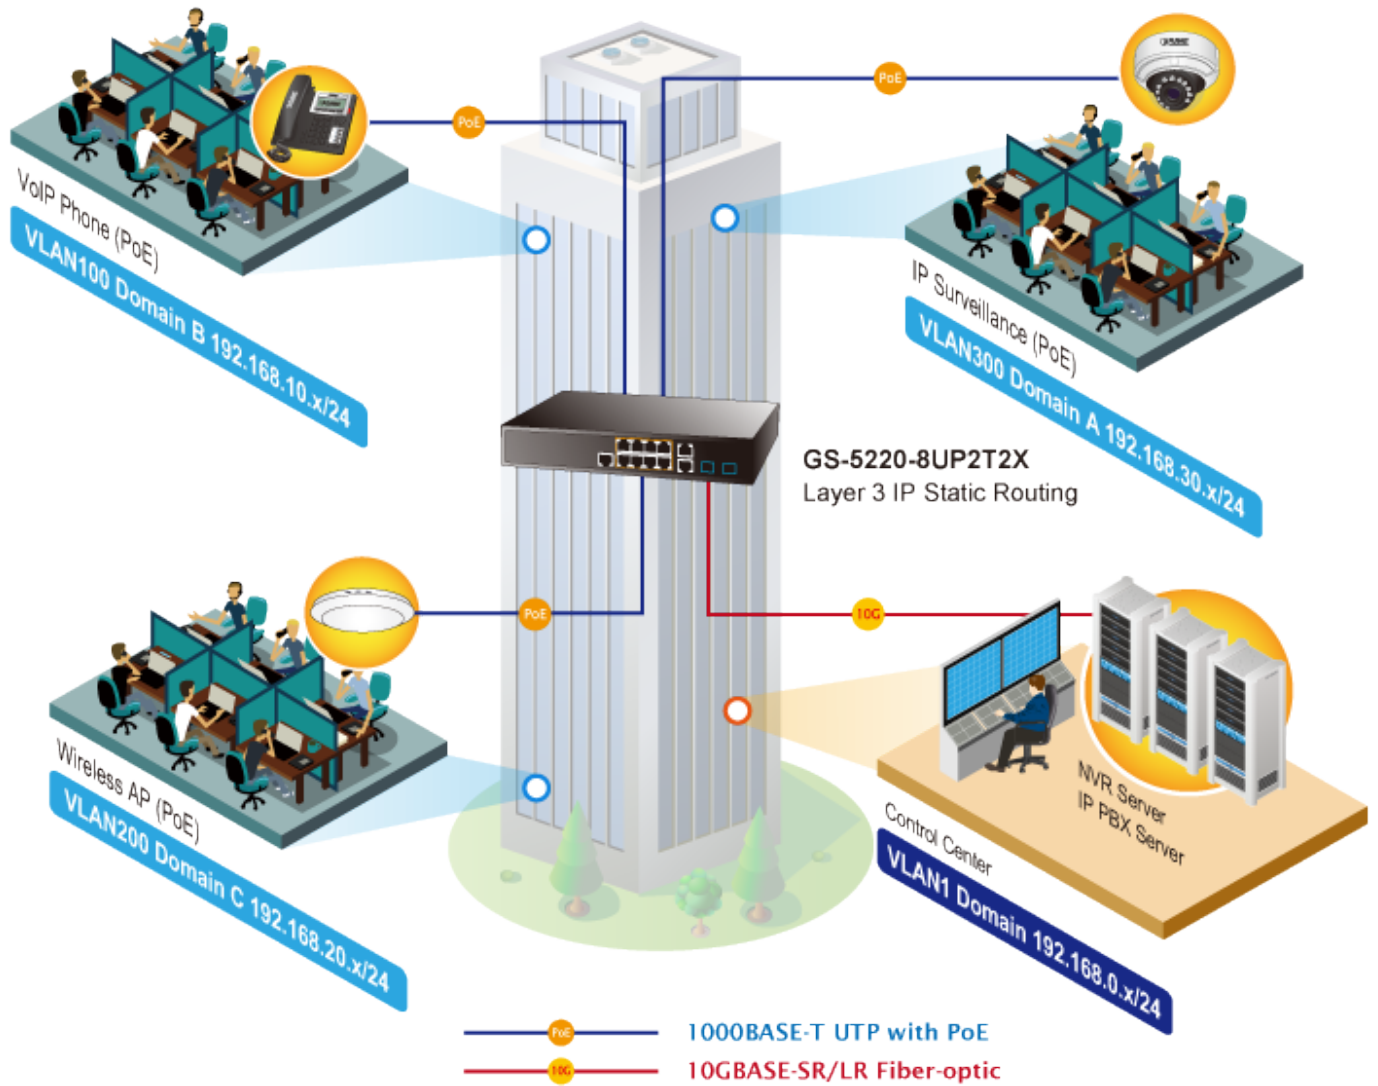 PoE
PoE
VoIP Phone (PoE)
VLAN100 Domain B 192.168.10.x/24
IP Surveillance (PoE)
VLAN300 Domain A 192.168.30.x/24
GS-5220-8UP2T2X
Layer 3 IP Static Routing
PoE
10G
Wireless AP (PoE)
VLAN200 Domain C 192.168.20.x/24
NVR Server
IP PBX Server
Control Center
VLAN1 Domain 192.168.0.x/24
PoE
1000BASE-T UTP with PoE
10G
10GBASE-SR/LR Fiber-optic